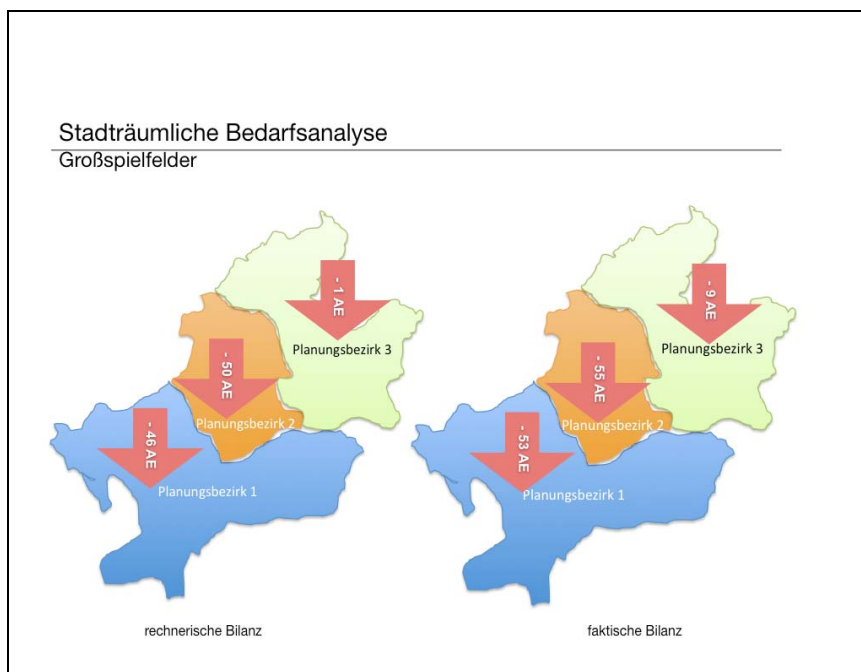 Stadträumliche Bedarfsanalyse
Großspielfelder
- 1 AE
Planungsbezirk 3
- 50 AE
Planungsbezirk 2
- 46 AE
Planungsbezirk 1
rechnerische Bilanz
- 9 AE
Planungsbezirk 3
- 55 AE
Planungsbezirk 2
- 53 AE
Planungsbezirk 1
faktische Bilanz